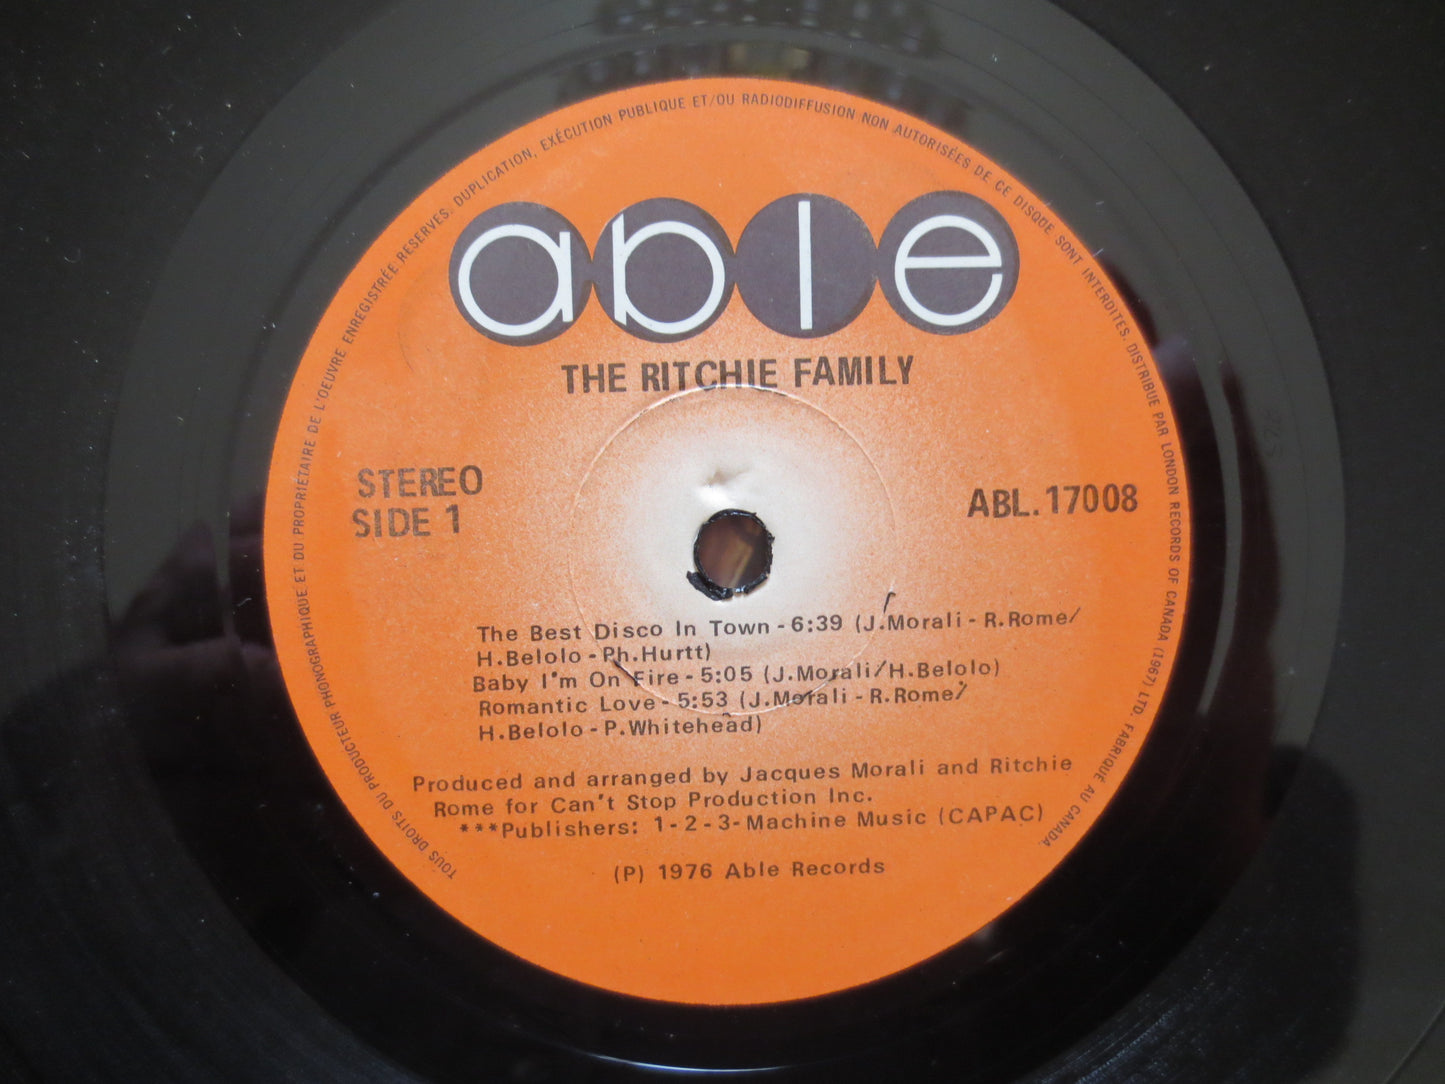 TOUS DROITS DU PRODUCTEUR PHONOGRAPHIQUE ET DU PROPRIETAIRE DE L'OEUVRE ENREGISTRÉE RESERVES. DUPLICATION, EXÉCUTION PUBLIQUE ET/OU RADIODIFFUSION NON AUTORISÉES DE CE DISQUE SONT INTERDITES. DISTRIBUE PAR LONDON RECORDS OF CANADA (1967) LTD. FABRIQUÉ AU CANADA.
able
THE RITCHIE FAMILY
STEREO
SIDE 1
ABL.17008
The Best Disco In Town - 6:39 (J.Morali - R.Rome/
H.Belolo - Ph.Hurtt)
Baby I'm On Fire - 5:05 (J.Morali/H.Belolo)
Romantic Love - 5:53 (J.Morali - R.Rome/
H.Belolo - P.Whitehead)
Produced and arranged by Jacques Morali and Ritchie
Rome for Can't Stop Production Inc.
***Publishers: 1-2-3-Machine Music (CAPAC)
(P) 1976 Able Records